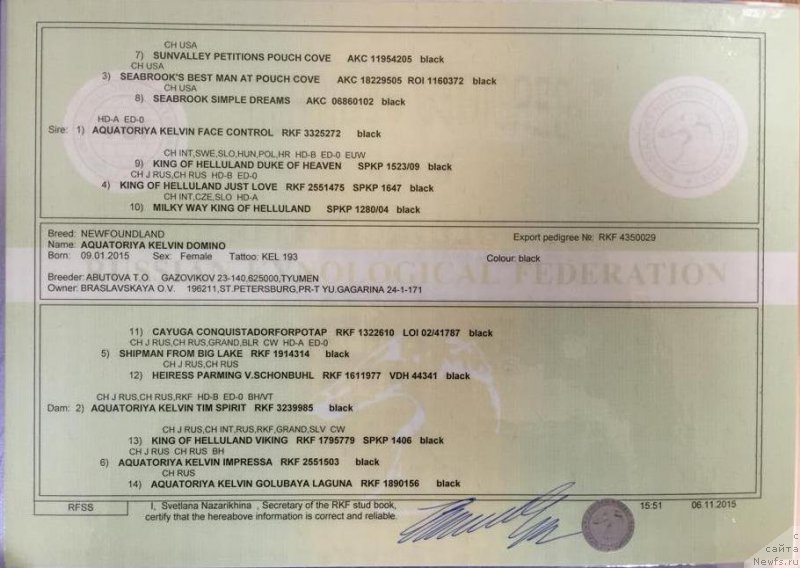 CH USA
7) SUNVALLEY PETITIONS POUCH COVE AKC 11954205 black
CH USA
3) SEABROOK'S BEST MAN AT POUCH COVE AKC 18229505 ROI 1160372 black
CH USA
8) SEABROOK SIMPLE DREAMS AKC 06860102 black
HD-A ED-0
Sire: 1) AQUATORIYA KELVIN FACE CONTROL RKF 3325272 black
CH INT,SWE,SLO,HUN,POL,HR HD-B ED-0 EUW
9) KING OF HELLULAND DUKE OF HEAVEN SPKP 1523/09 black
CH J RUS,CH RUS HD-B ED-0
4) KING OF HELLULAND JUST LOVE RKF 2551475 SPKP 1647 black
CH INT,CZE,SLO HD-A
10) MILKY WAY KING OF HELLULAND SPKP 1280/04 black
Breed: NEWFOUNDLAND
Export pedigree №: RKF 4350029
Name: AQUATORIYA KELVIN DOMINO
Born: 09.01.2015 Sex: Female Tattoo: KEL 193 Colour: black
Breeder: ABUTOVA T.O. GAZOVIKOV 23-140,625000,TYUMEN
Owner: BRASLAVSKAYA O.V. 196211,ST.PETERSBURG,PR-T YU.GAGARINA 24-1-171
FEDERATION
11) CAYUGA CONQUISTADORFORPOTAP RKF 1322610 LOI 02/41787 black
CH J RUS,CH RUS,GRAND,BLR CW HD-A ED-0
5) SHIPMAN FROM BIG LAKE RKF 1914314 black
CH J RUS,CH RUS
12) HEIRESS PARMING V.SCHONBUHL RKF 1611977 VDH 44341 black
CH J RUS,CH RUS,RKF HD-B ED-0 BH/VT
Dam: 2) AQUATORIYA KELVIN TIM SPIRIT RKF 3239985 black
CH J RUS,CH INT,RUS,RKF,GRAND,SLV CW
13) KING OF HELLULAND VIKING RKF 1795779 SPKP 1406 black
CH J RUS CH RUS BH
6) AQUATORIYA KELVIN IMPRESSA RKF 2551503 black
CH RUS
14) AQUATORIYA KELVIN GOLUBAYA LAGUNA RKF 1890156 black
RFSS
I, Svetlana Nazarikhina , Secretary of the RKF stud book,
certify that the hereabove information is correct and reliable.
15:51 06.11.2015
с
сайта
Newfs.ru